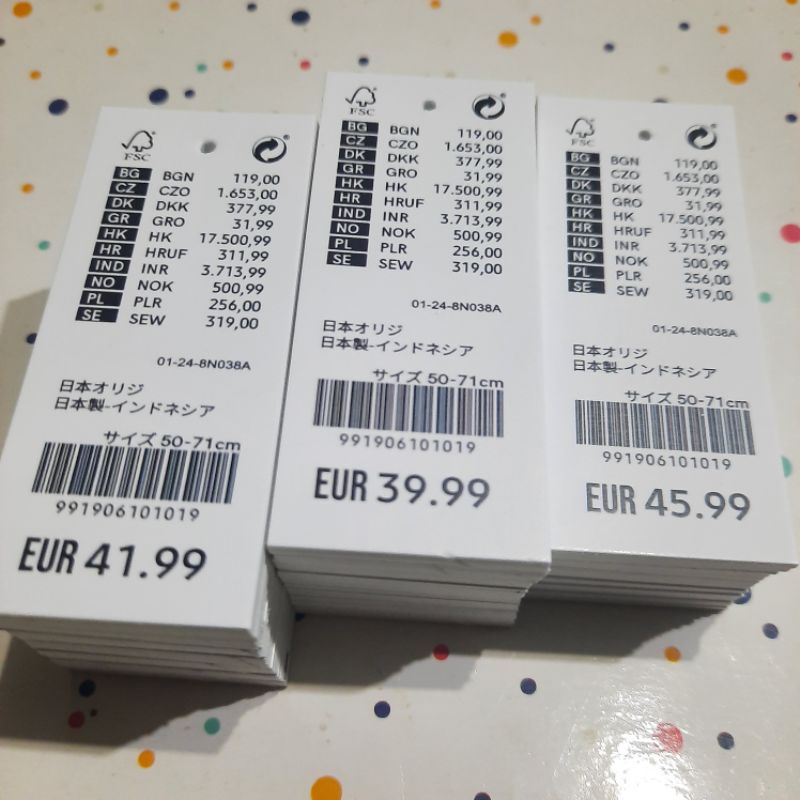 FSC
BG BGN 119,00
CZ CZO 1.653,00
DK DKK 377,99
GR GRO 31,99
HK HK 17.500,99
HR HRUF 311,99
IND INR 3.713,99
NO NOK 500,99
PL PLR 256,00
SE SEW 319,00
01-24-8N038A
日本オリジ
日本製-インドネシア
サイズ 50-71cm
991906101019
EUR 41.99
FSC
BG BGN 119,00
CZ CZO 1.653,00
DK DKK 377,99
GR GRO 31,99
HK HK 17.500,99
HR HRUF 311,99
IND INR 3.713,99
NO NOK 500,99
PL PLR 256,00
SE SEW 319,00
01-24-8N038A
日本オリジ
日本製-インドネシア
サイズ 50-71cm
991906101019
EUR 39.99
FSC
BG BGN 119,00
CZ CZO 1.653,00
DK DKK 377,99
GR GRO 31,99
HK HK 17.500,99
HR HRUF 311,99
IND INR 3.713,99
NO NOK 500,99
PL PLR 256,00
SE SEW 319,00
01-24-8N038A
日本オリジ
日本製-インドネシア
サイズ 50-71cm
991906101019
EUR 45.99